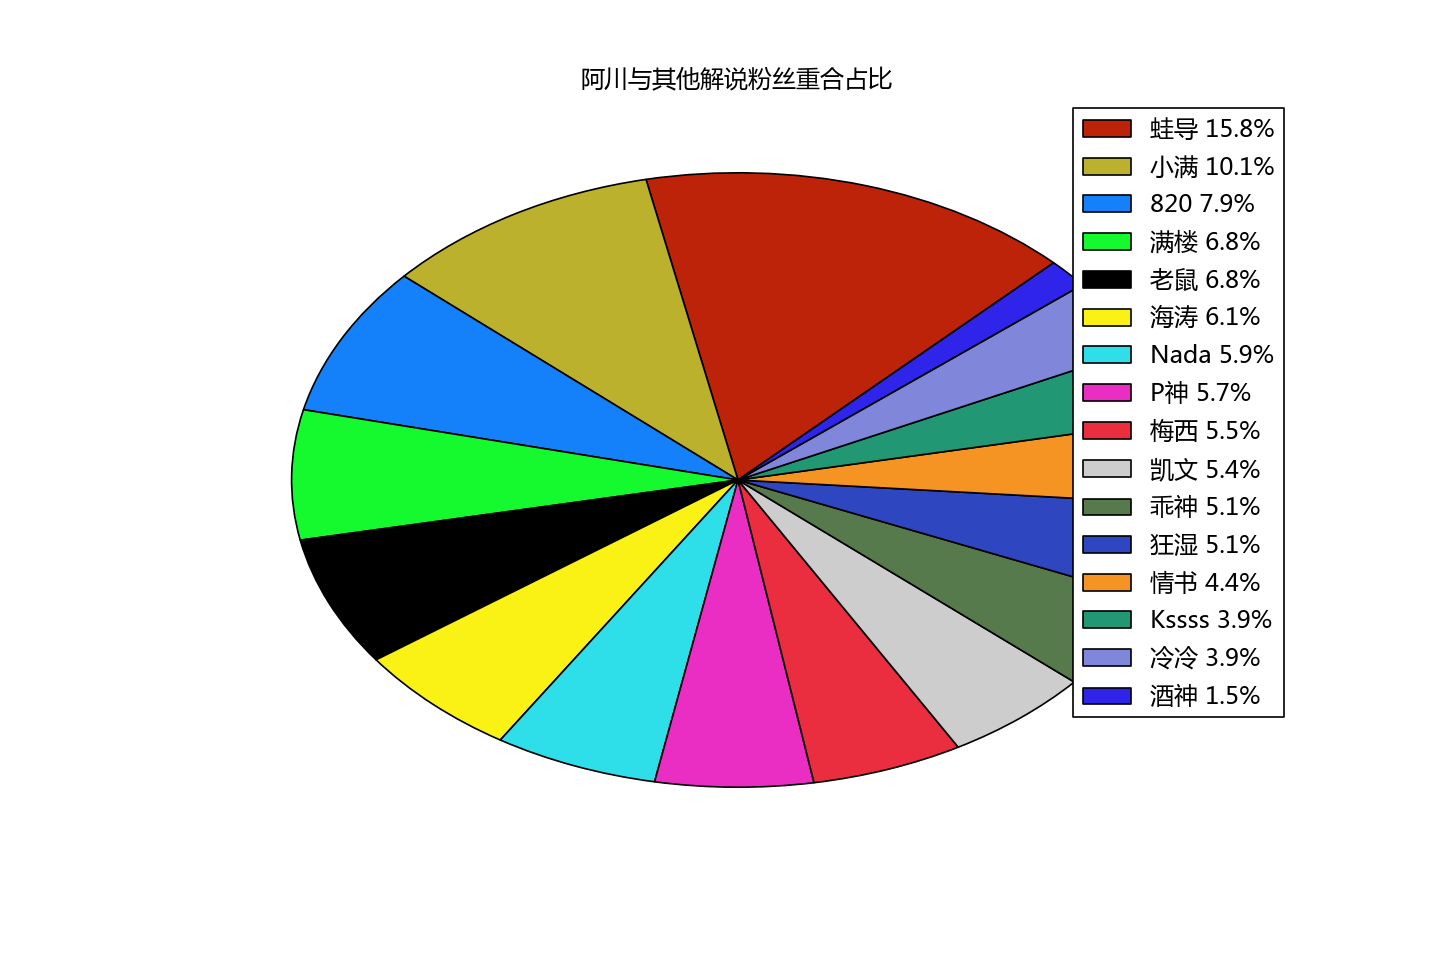 阿川与其他解说粉丝重合占比
蛙导 15.8%
小满 10.1%
820 7.9%
满楼 6.8%
老鼠 6.8%
海涛 6.1%
Nada 5.9%
P神 5.7%
梅西 5.5%
凯文 5.4%
乖神 5.1%
狂湿 5.1%
情书 4.4%
Kssss 3.9%
冷冷 3.9%
酒神 1.5%